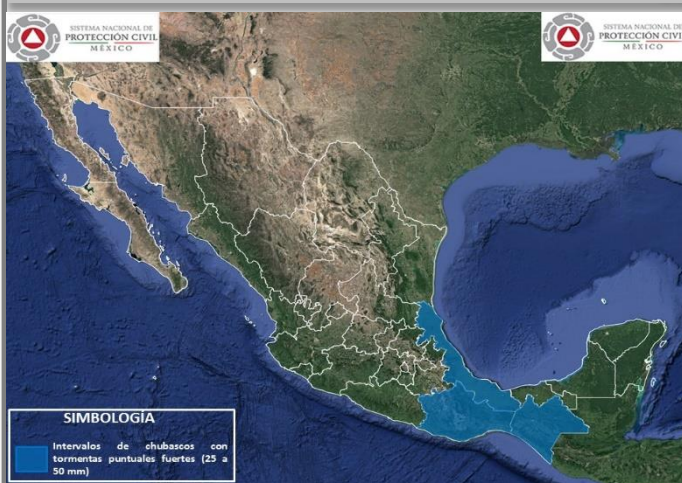 SISTEMA NACIONAL DE
PROTECCIÓN CIVIL
MÉXICO
SISTEMA NACIONAL DE
PROTECCIÓN CIVIL
MÉXICO
SIMBOLOGÍA
Intervalos de chubascos con
tormentas puntuales fuertes (25 a
50 mm)